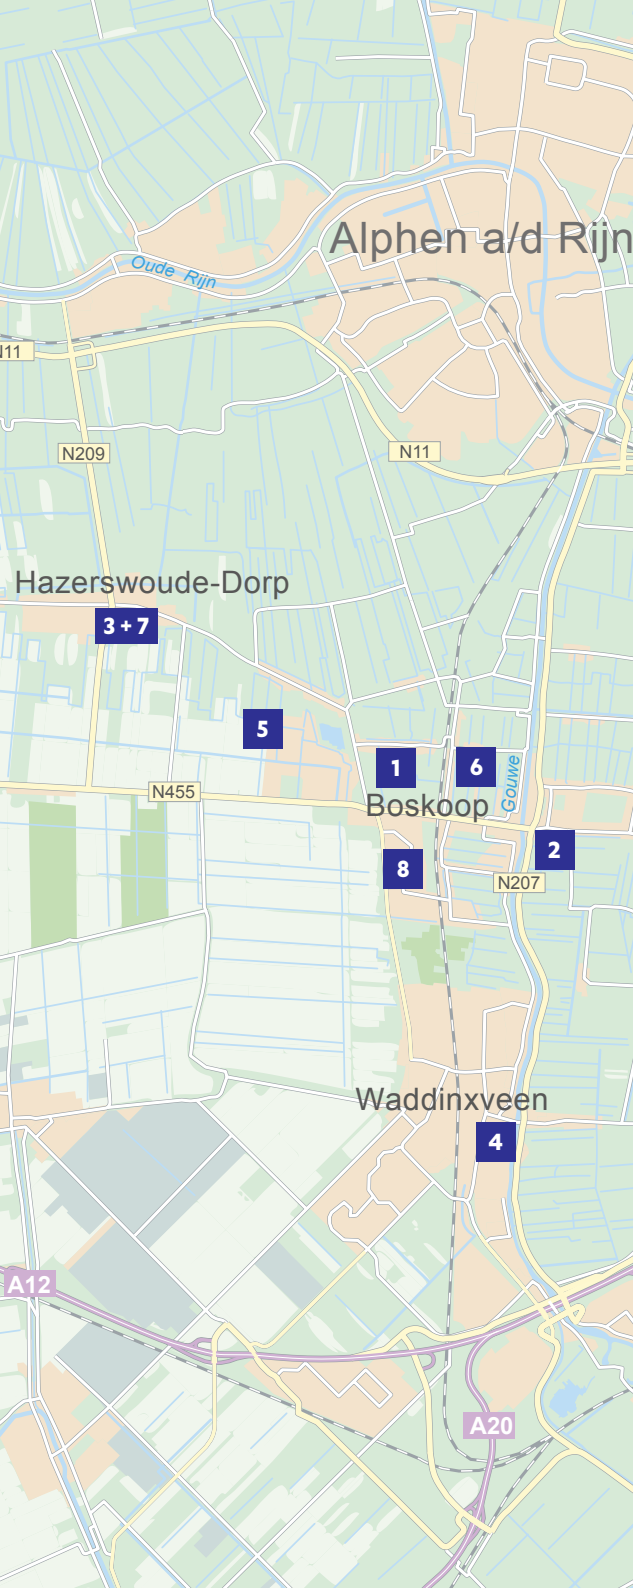 Alphen a/d Rijn
Oude Rijn
N11
N209
N11
Hazerswoude-Dorp
3 + 7
5
1
6
Gouwe
N455
Boskoop
2
8
N207
Waddinxveen
4
A12
A20